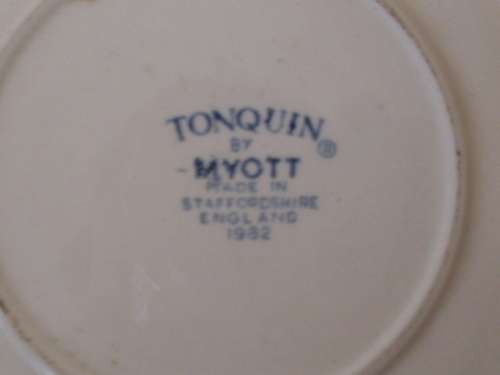 TONQUIN ®
BY
MYOTT
MADE IN
STAFFORDSHIRE
ENGLAND
1982